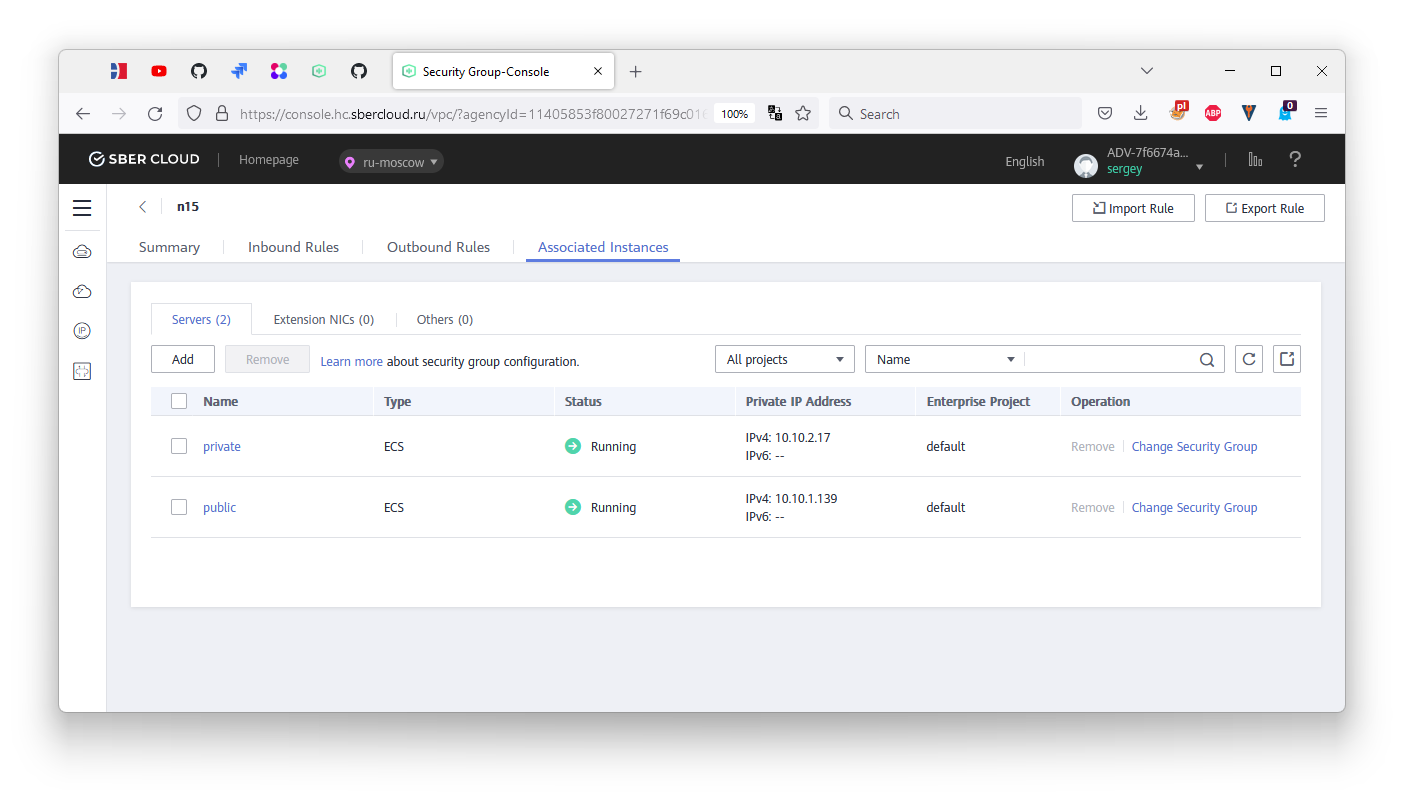 Security Group-Console
https://console.hc.sbercloud.ru/vpc/?agencyId=11405853f80027271f69c016
100%
Search
pl
ABP
0
SBER CLOUD
Homepage
ru-moscow
English
ADV-7f6674a...
sergey
?
n15
Import Rule
Export Rule
Summary
Inbound Rules
Outbound Rules
Associated Instances
IP
Servers (2)
Extension NICs (0)
Others (0)
Add
Remove
Learn more about security group configuration.
All projects
Name
Name
Type
Status
Private IP Address
Enterprise Project
Operation
private
ECS
Running
IPv4: 10.10.2.17
IPv6: --
default
Remove
Change Security Group
public
ECS
Running
IPv4: 10.10.1.139
IPv6: --
default
Remove
Change Security Group